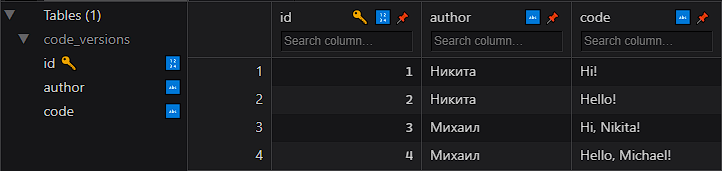 Tables (1)
code_versions
id
author
code
id author code
Search column... Search column... Search column...
1 1 Никита Hi!
2 2 Никита Hello!
3 3 Михаил Hi, Nikita!
4 4 Михаил Hello, Michael!